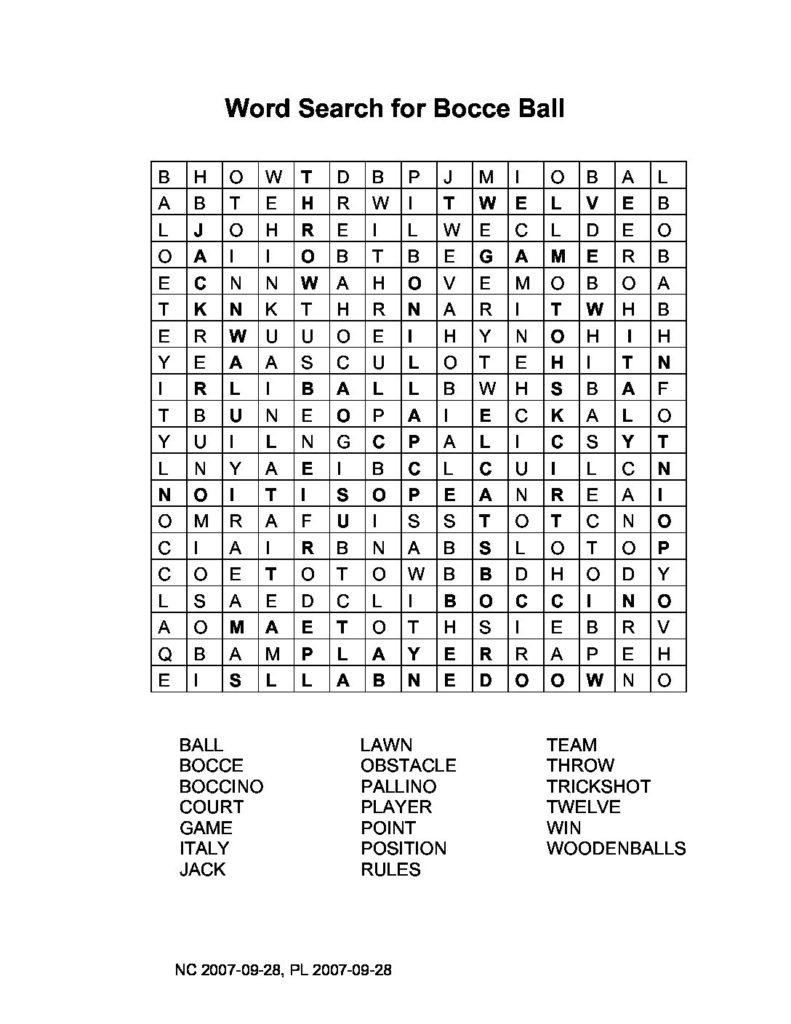 Word Search for Bocce Ball
B H O W T D B P J M I O B A L
A B T E H R W I T W E L V E B
L J O H R E I L W E C L D E O
O A I I O B T B E G A M E R B
E C N N W A H O V E M O B O A
T K N K T H R N A R I T W H B
E R W U U O E I H Y N O H I H
Y E A A S C U L O T E H I T N
I R L I B A L L B W H S B A F
T B U N E O P A I E C K A L O
Y U I L N G C P A L I C S Y T
L N Y A E I B C L C U I L C N
N O I T I S O P E A N R E A I
O M R A F U I S S T O T C N O
C I A I R B N A B S L O T O P
C O E T O T O W B B D H O D Y
L S A E D C L I B O C C I N O
A O M A E T O T H S I E B R V
Q B A M P L A Y E R R A P E H
E I S L L A B N E D O O W N O
BALL LAWN TEAM
BOCCE OBSTACLE THROW
BOCCINO PALLINO TRICKSHOT
COURT PLAYER TWELVE
GAME POINT WIN
ITALY POSITION WOODENBALLS
JACK RULES
NC 2007-09-28, PL 2007-09-28